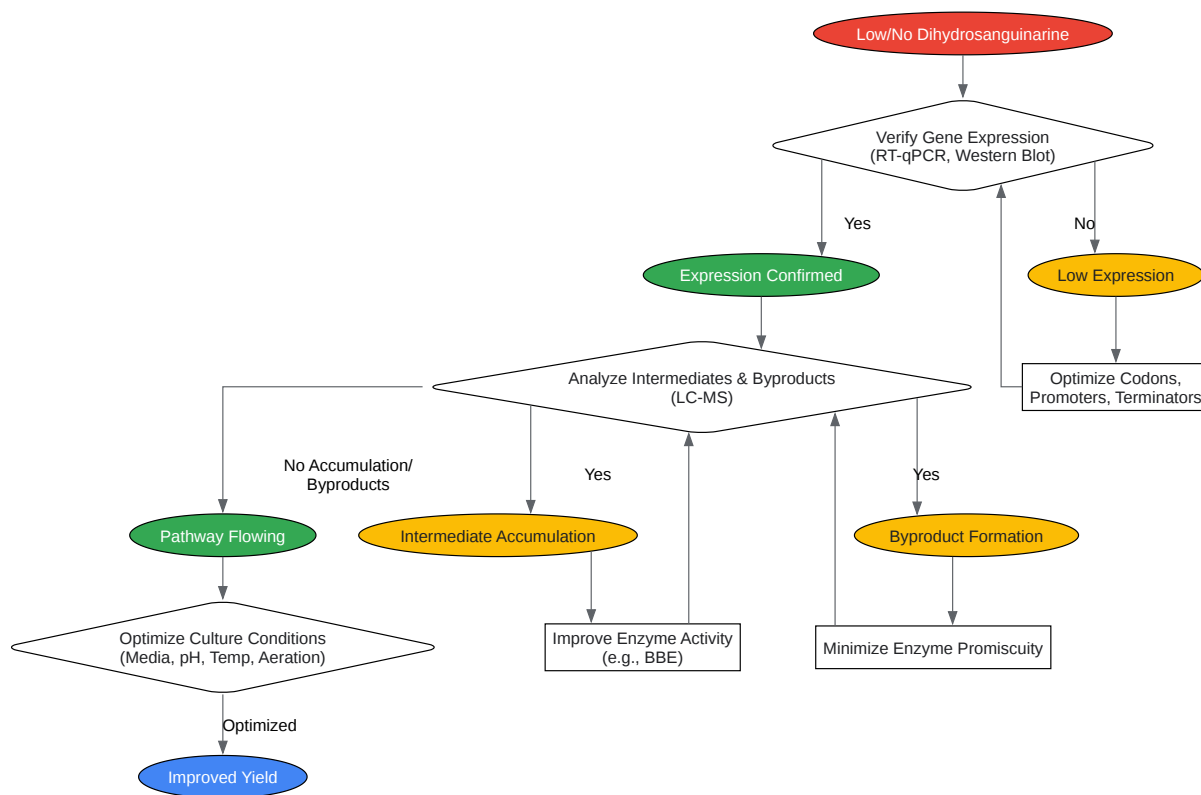 Low/No Dihydrosanguinarine
Verify Gene Expression
(RT-qPCR, Western Blot)
Yes
No
Expression Confirmed
Low Expression
Analyze Intermediates & Byproducts
(LC-MS)
Optimize Codons,
Promoters, Terminators
No Accumulation/
Byproducts
Yes
Yes
Pathway Flowing
Intermediate Accumulation
Byproduct Formation
Optimize Culture Conditions
(Media, pH, Temp, Aeration)
Improve Enzyme Activity
(e.g., BBE)
Minimize Enzyme Promiscuity
Optimized
Improved Yield